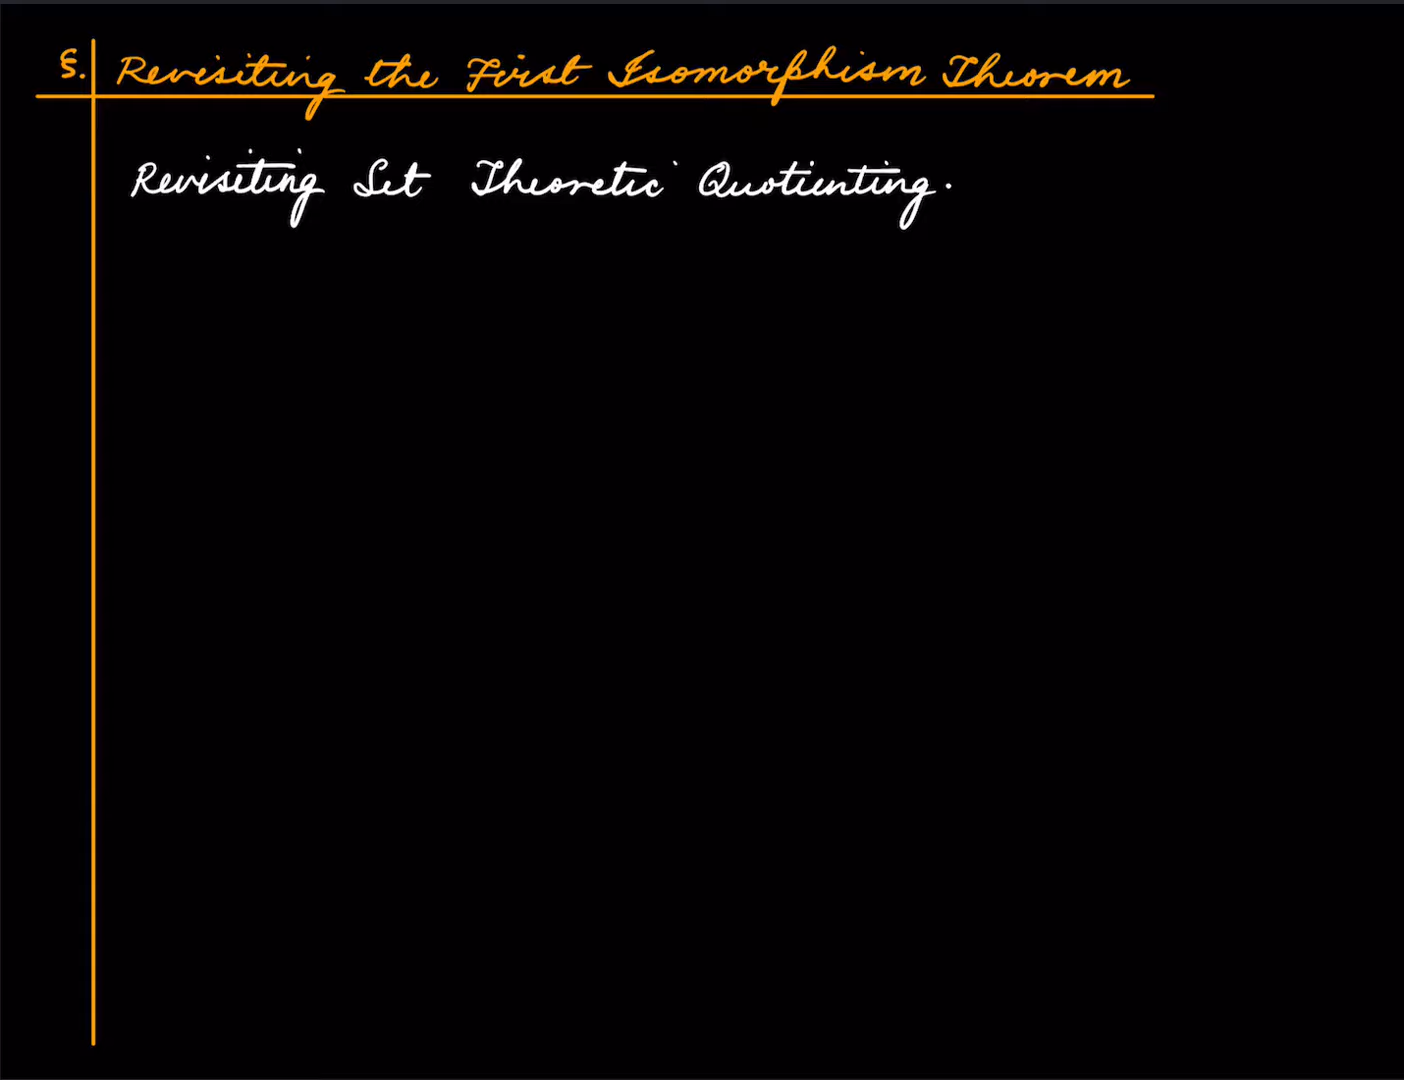 §. Revisiting the First Isomorphism Theorem
Revisiting Set Theoretic Quotienting.